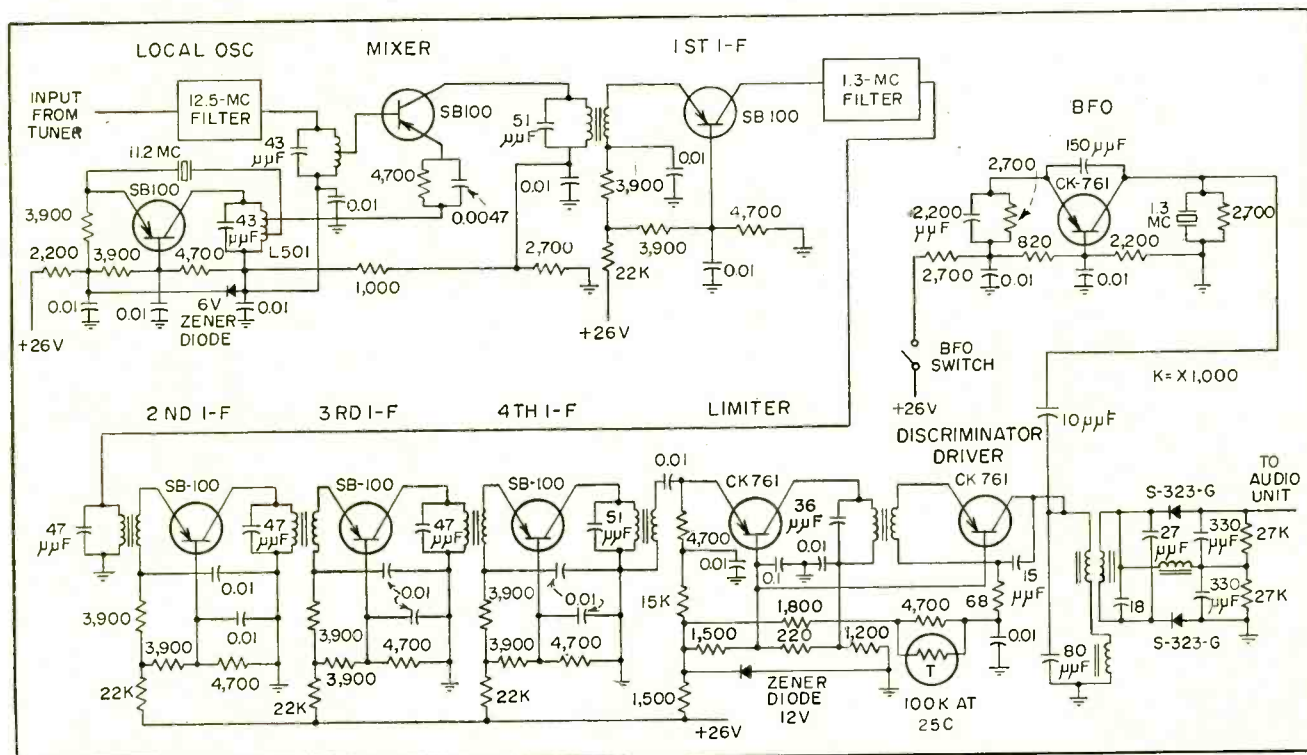 LOCAL OSC
MIXER
1ST I-F
BFO
INPUT
FROM
TUNER
12.5-MC
FILTER
SB100
SB100
1.3-MC
FILTER
43
μμF
51
μμF
11.2 MC
SB100
43
μμF
L501
4,700
0.0047
0.01
0.01
0.01
3,900
3,900
4,700
3,900
2,200
3,900
4,700
1,000
2,700
22K
0.01
0.01
0.01
6V
ZENER
DIODE
0.01
+26V
+26V
150μμF
2,700
CK-761
2,200
μμF
1.3
MC
2,700
820
2,200
2,700
0.01
0.01
BFO
SWITCH
+26V
K=X1,000
10μμF
2ND I-F
3RD I-F
4TH I-F
LIMITER
DISCRIMINATOR
DRIVER
TO
AUDIO
UNIT
SB-100
SB-100
SB-100
0.01
CK761
CK761
S-323-G
47
μμF
47
μμF
47
μμF
51
μμF
36
μμF
27
μμF
330
μμF
27K
4,700
0.01
0.1
0.01
15
μμF
68
18
330
μμF
27K
S-323-G
0.01
0.01
0.01
0.01
3,900
3,900
3,900
15K
1,800
4,700
0.01
3,900
4,700
3,900
4,700
3,900
4,700
1,500
220
1,200
80
μμF
22K
22K
22K
1,500
ZENER
DIODE
12V
T
100K AT
25C
+26V